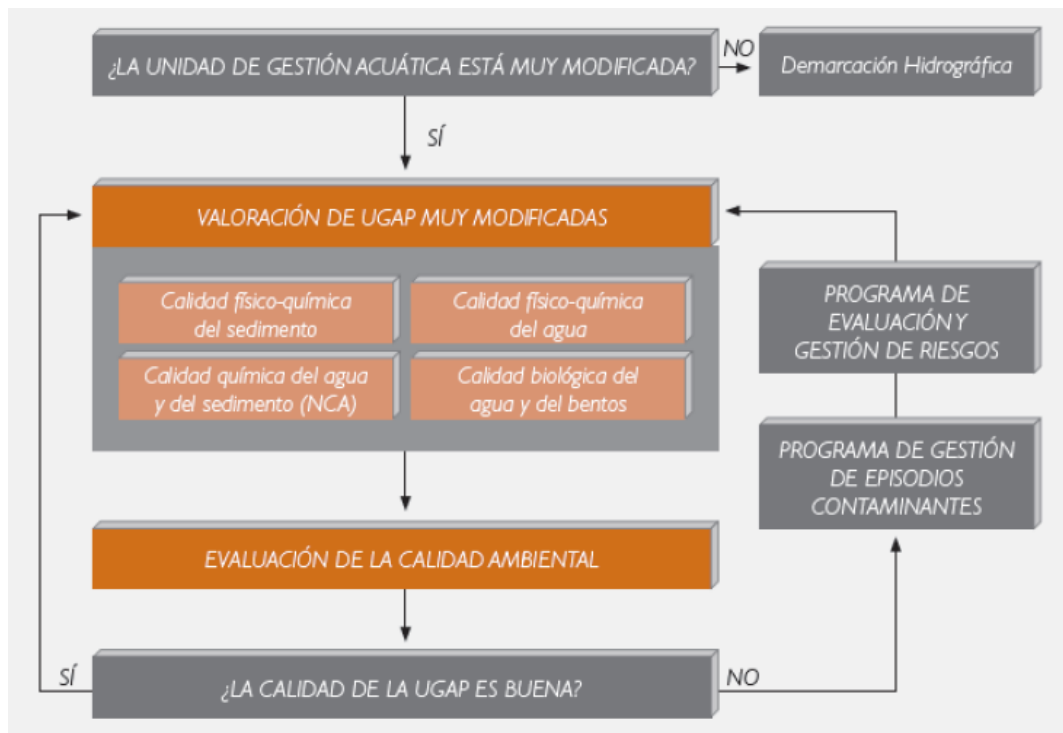 ¿LA UNIDAD DE GESTIÓN ACUÁTICA ESTÁ MUY MODIFICADA?
NO
Demarcación Hidrográfica
SÍ
VALORACIÓN DE UGAP MUY MODIFICADAS
Calidad físico-química
del sedimento
Calidad físico-química
del agua
Calidad química del agua
y del sedimento (NCA)
Calidad biológica del
agua y del bentos
PROGRAMA DE
EVALUACIÓN Y
GESTIÓN DE RIESGOS
PROGRAMA DE GESTIÓN
DE EPISODIOS
CONTAMINANTES
EVALUACIÓN DE LA CALIDAD AMBIENTAL
SÍ
¿LA CALIDAD DE LA UGAP ES BUENA?
NO